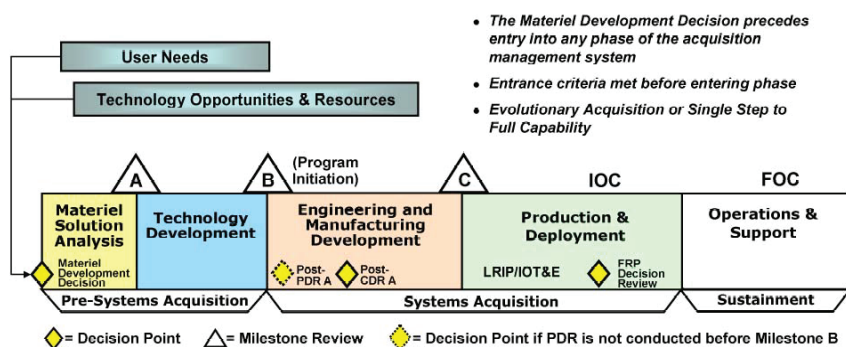 User Needs
Technology Opportunities & Resources
• The Materiel Development Decision precedes
entry into any phase of the acquisition
management system
• Entrance criteria met before entering phase
• Evolutionary Acquisition or Single Step to
Full Capability
A
B
(Program
Initiation)
C
IOC
FOC
Materiel
Solution
Analysis
Technology
Development
Engineering and
Manufacturing
Development
Production &
Deployment
Operations &
Support
Materiel
Development
Decision
Post-
PDR A
Post-
CDR A
LRIP/IOT&E
FRP
Decision
Review
Pre-Systems Acquisition
Systems Acquisition
Sustainment
= Decision Point
= Milestone Review
= Decision Point if PDR is not conducted before Milestone B